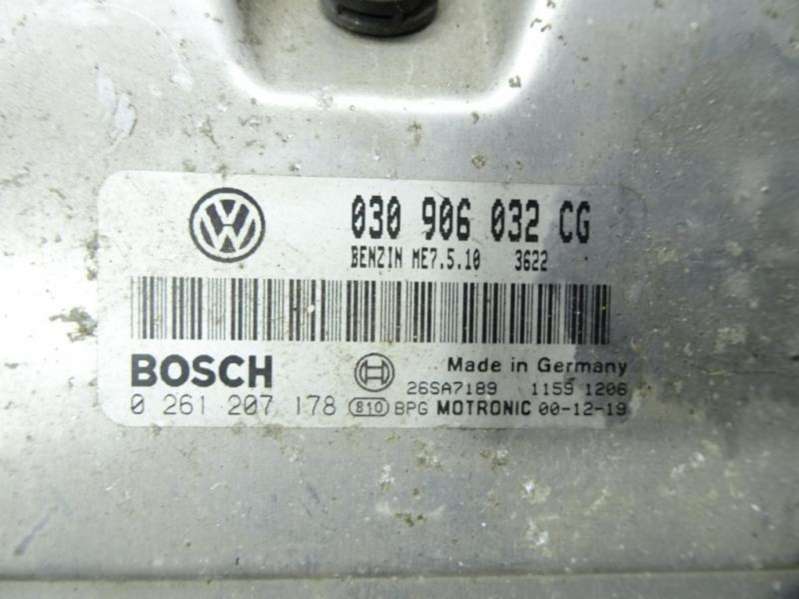 VW 030 906 032 CG
BENZIN ME7.5.10 3622
BOSCH Made in Germany
26SA7189 1159 1206
0 261 207 178 810 BPG MOTRONIC 00-12-19